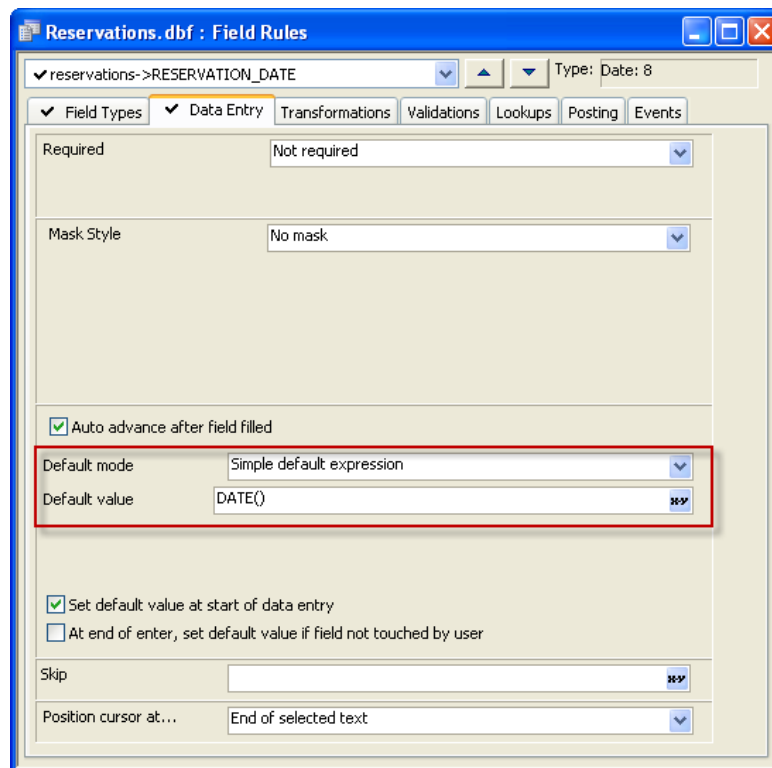 Reservations.dbf : Field Rules
reservations->RESERVATION_DATE Type: Date: 8
Field Types Data Entry Transformations Validations Lookups Posting Events
Required Not required
Mask Style No mask
Auto advance after field filled
Default mode Simple default expression
Default value DATE() x-y
Set default value at start of data entry
At end of enter, set default value if field not touched by user
Skip x-y
Position cursor at... End of selected text